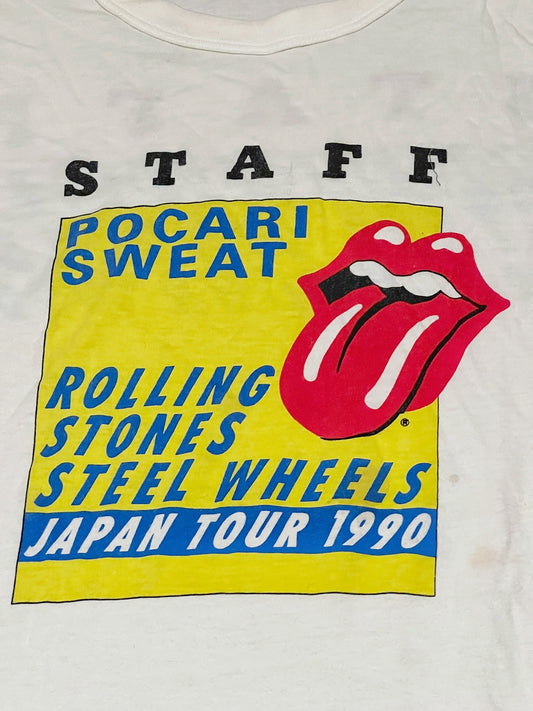 STAFF
POCARI
SWEAT
ROLLING
STONES
STEEL WHEELS
JAPAN TOUR 1990
®